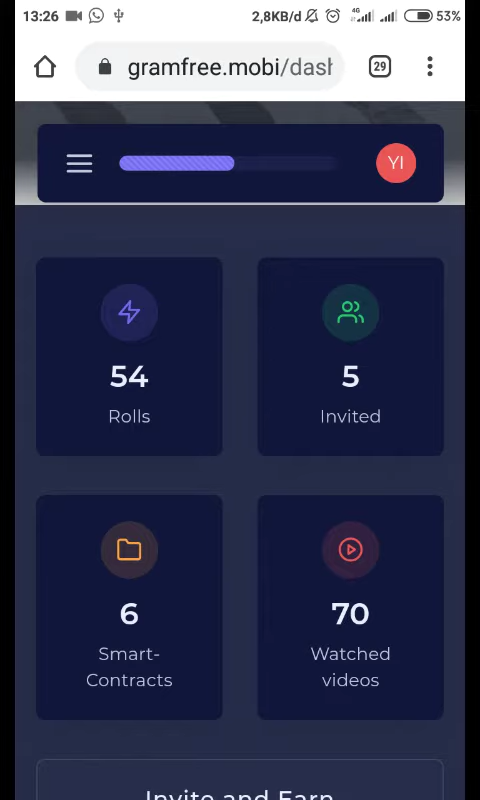 13:26 2,8KB/d 4G 53%
gramfree.mobi/dash
29
YI
54
Rolls
5
Invited
6
Smart-
Contracts
70
Watched
videos
Invite and Earn